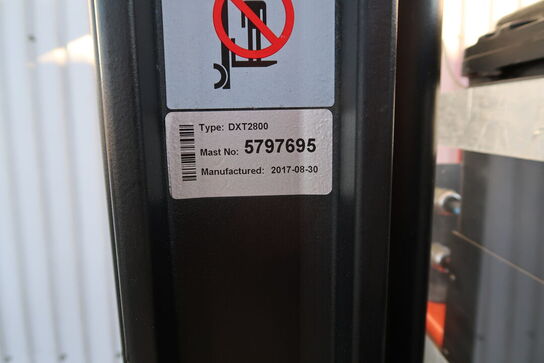 Type: DXT2800
Mast No: 5797695
Manufactured: 2017-08-30